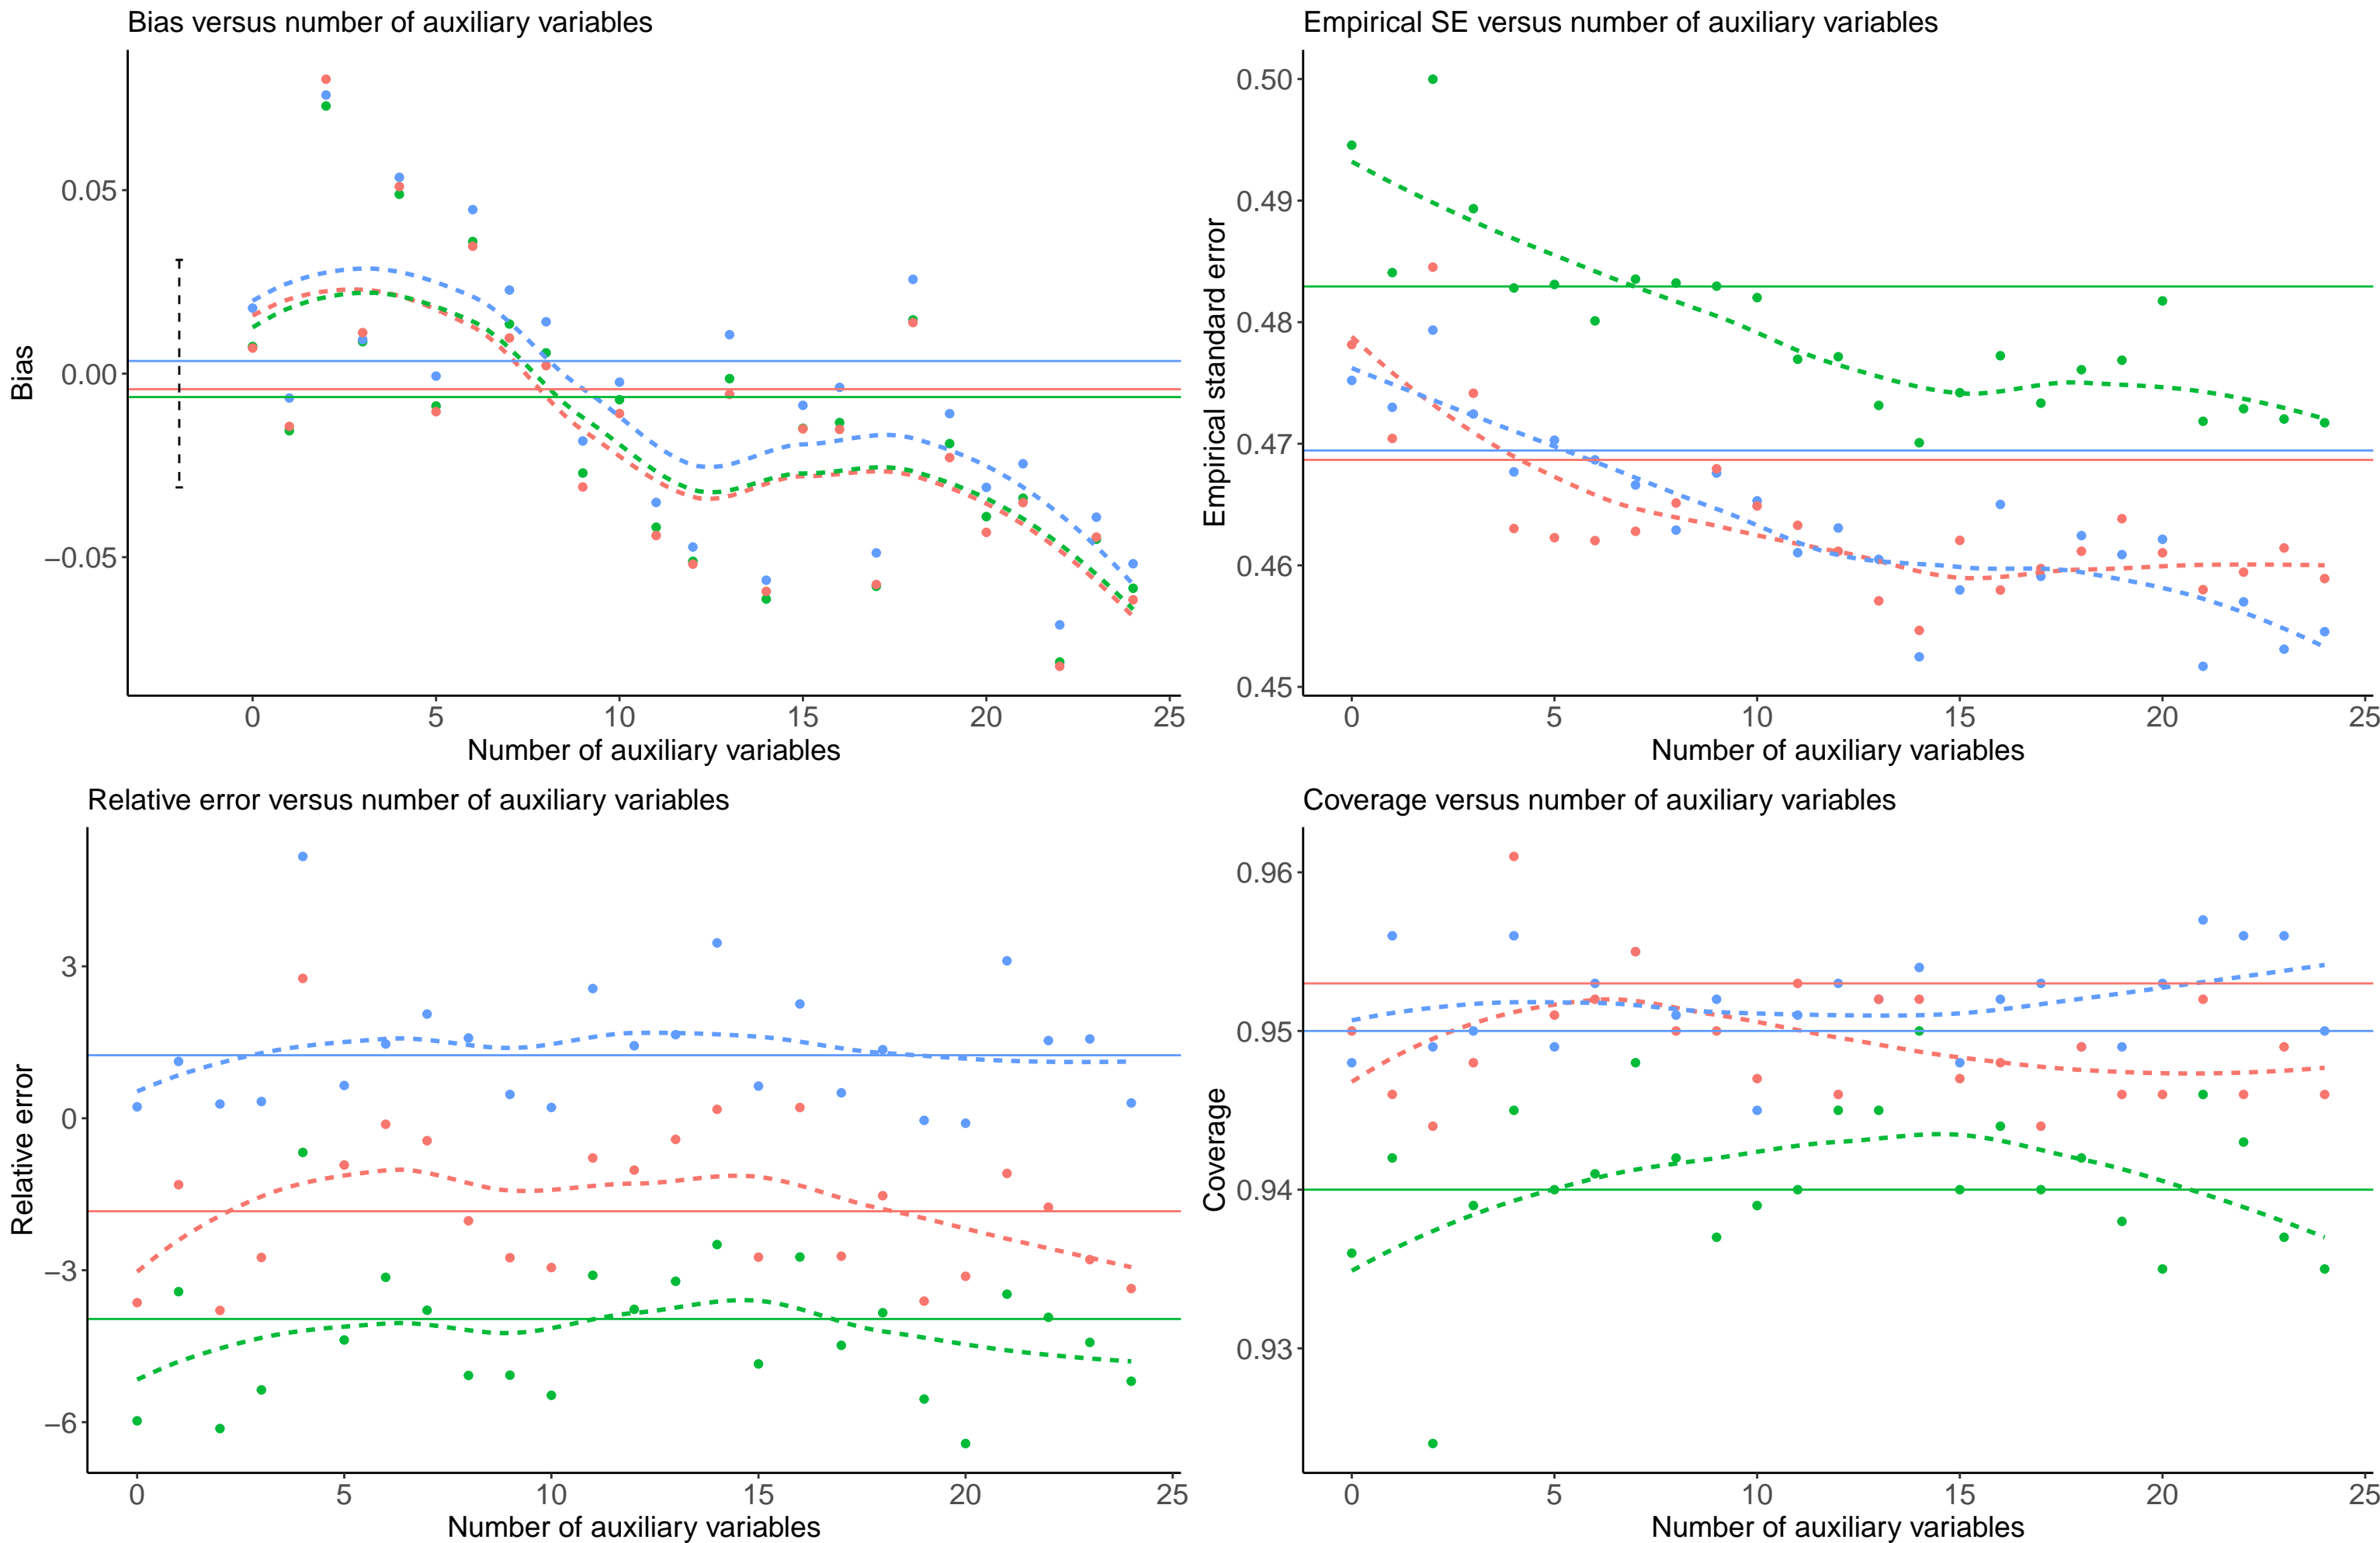 Bias versus number of auxiliary variables
Bias
0.05
0.00
−0.05
0 5 10 15 20 25
Number of auxiliary variables
Empirical SE versus number of auxiliary variables
Empirical standard error
0.50
0.49
0.48
0.47
0.46
0.45
0 5 10 15 20 25
Number of auxiliary variables
Relative error versus number of auxiliary variables
Relative error
3
0
−3
−6
0 5 10 15 20 25
Number of auxiliary variables
Coverage versus number of auxiliary variables
Coverage
0.96
0.95
0.94
0.93
0 5 10 15 20 25
Number of auxiliary variables